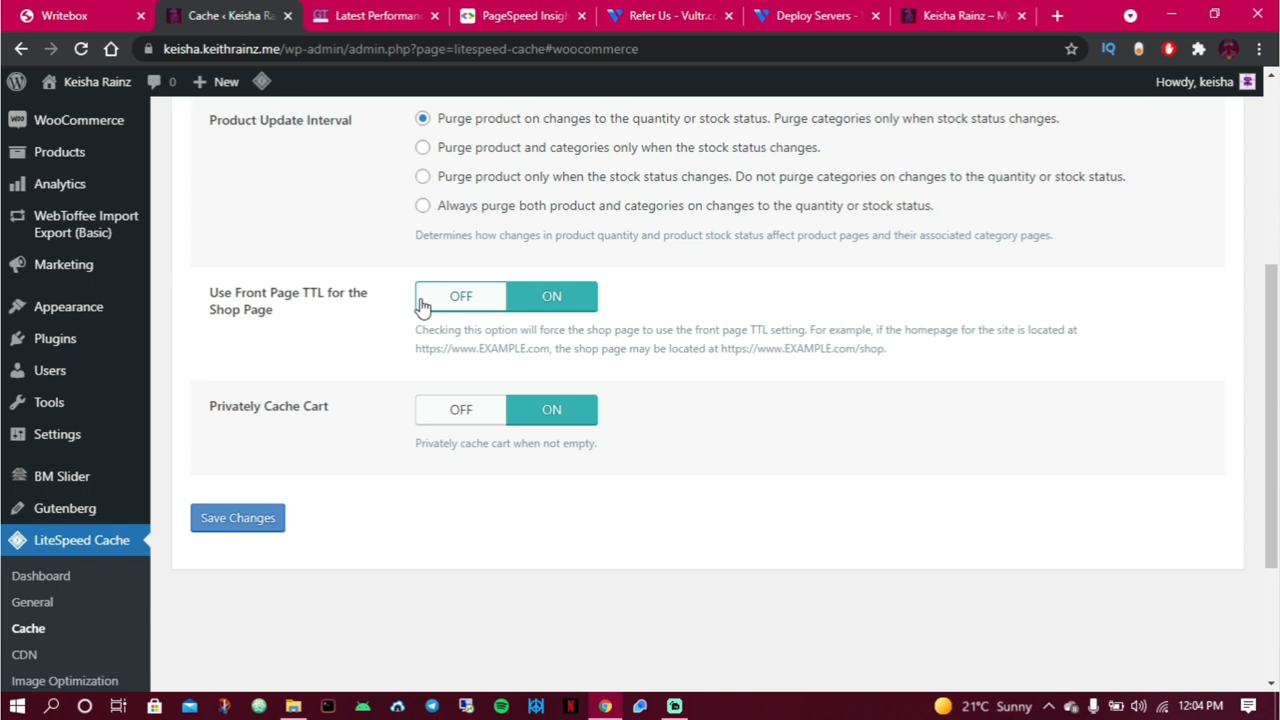 Writebox
Cache ‹ Keisha Ra
Latest Performan
PageSpeed Insigh
Refer Us - Vultr.co
Deploy Servers -
Keisha Rainz – M
keisha.keithrainz.me/wp-admin/admin.php?page=litespeed-cache#woocommerce
Keisha Rainz
0
New
Howdy, keisha
WooCommerce
Products
Analytics
WebToffee Import
Export (Basic)
Marketing
Appearance
Plugins
Users
Tools
Settings
BM Slider
Gutenberg
LiteSpeed Cache
Dashboard
General
Cache
CDN
Image Optimization
Product Update Interval
Purge product on changes to the quantity or stock status. Purge categories only when stock status changes.
Purge product and categories only when the stock status changes.
Purge product only when the stock status changes. Do not purge categories on changes to the quantity or stock status.
Always purge both product and categories on changes to the quantity or stock status.
Determines how changes in product quantity and product stock status affect product pages and their associated category pages.
Use Front Page TTL for the
Shop Page
OFF ON
Checking this option will force the shop page to use the front page TTL setting. For example, if the homepage for the site is located at
https://www.EXAMPLE.com, the shop page may be located at https://www.EXAMPLE.com/shop.
Privately Cache Cart
OFF ON
Privately cache cart when not empty.
Save Changes
21°C Sunny
12:04 PM